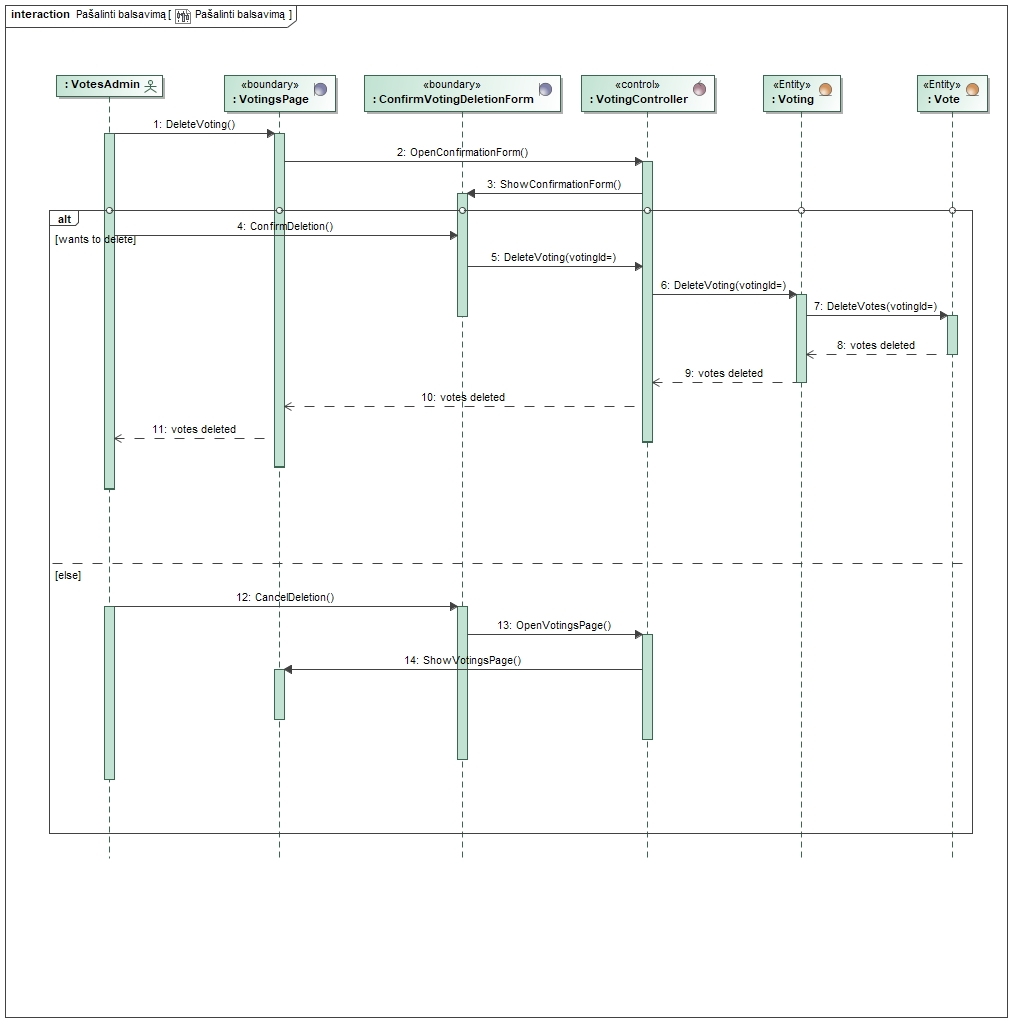 interaction Pašalinti balsavimą [ Pašalinti balsavimą ]
: VotesAdmin
«boundary»
: VotingsPage
«boundary»
: ConfirmVotingDeletionForm
«control»
: VotingController
«Entity»
: Voting
«Entity»
: Vote
1: DeleteVoting()
2: OpenConfirmationForm()
3: ShowConfirmationForm()
alt
4: ConfirmDeletion()
[wants to delete]
5: DeleteVoting(votingId=)
6: DeleteVoting(votingId=)
7: DeleteVotes(votingId=)
8: votes deleted
9: votes deleted
10: votes deleted
11: votes deleted
[else]
12: CancelDeletion()
13: OpenVotingsPage()
14: ShowVotingsPage()